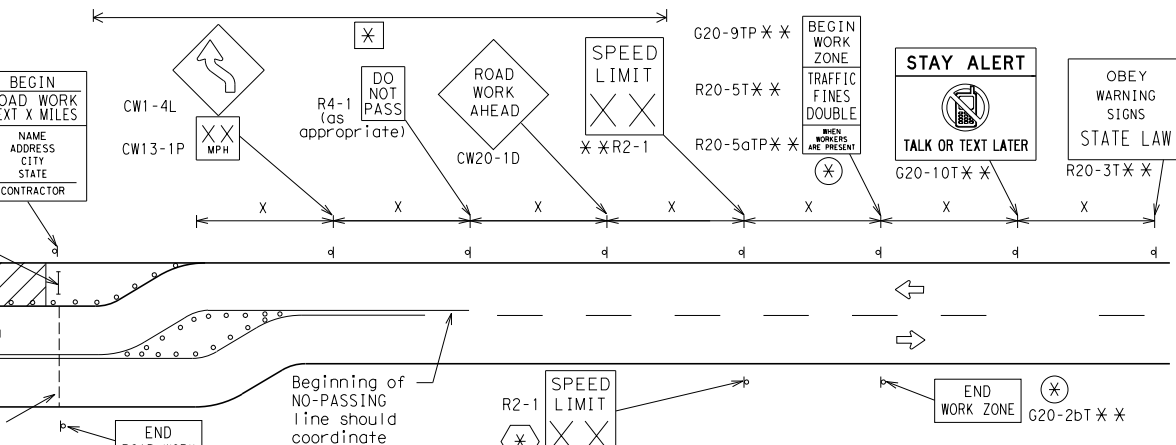 BEGIN
ROAD WORK
NEXT X MILES
NAME
ADDRESS
CITY
STATE
CONTRACTOR
CW1-4L
CW13-1P
XX
MPH
*
R4-1
(as
appropriate)
DO
NOT
PASS
ROAD
WORK
AHEAD
CW20-1D
SPEED
LIMIT
X X
* *R2-1
G20-9TP* *
R20-5T* *
R20-5aTP* *
BEGIN
WORK
ZONE
TRAFFIC
FINES
DOUBLE
WHEN
WORKERS
ARE PRESENT
*
STAY ALERT
TALK OR TEXT LATER
G20-10T* *
OBEY
WARNING
SIGNS
STATE LAW
R20-3T* *
X X X X X X X
Beginning of
NO-PASSING
line should
coordinate
R2-1
*
SPEED
LIMIT
X X
END
WORK ZONE
*
G20-2bT* *
END
ROAD WORK